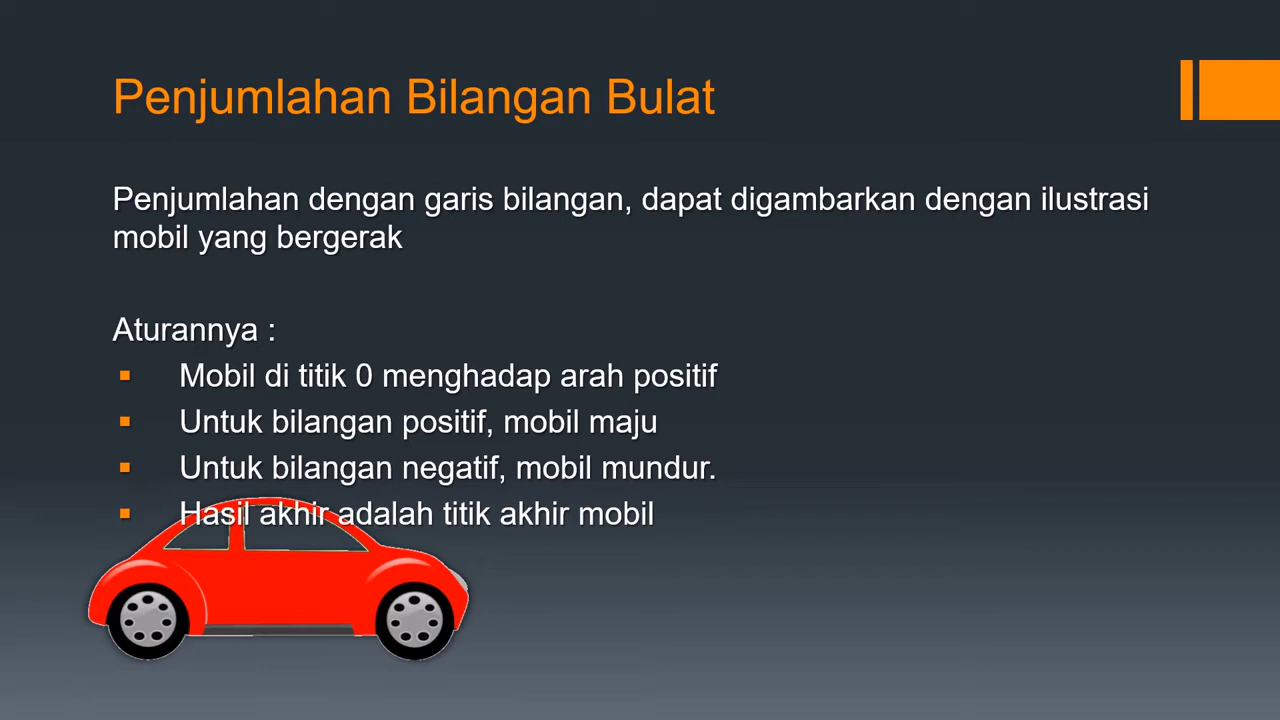 Penjumlahan Bilangan Bulat
Penjumlahan dengan garis bilangan, dapat digambarkan dengan ilustrasi
mobil yang bergerak
Aturannya :
▪ Mobil di titik 0 menghadap arah positif
▪ Untuk bilangan positif, mobil maju
▪ Untuk bilangan negatif, mobil mundur.
▪ Hasil akhir adalah titik akhir mobil